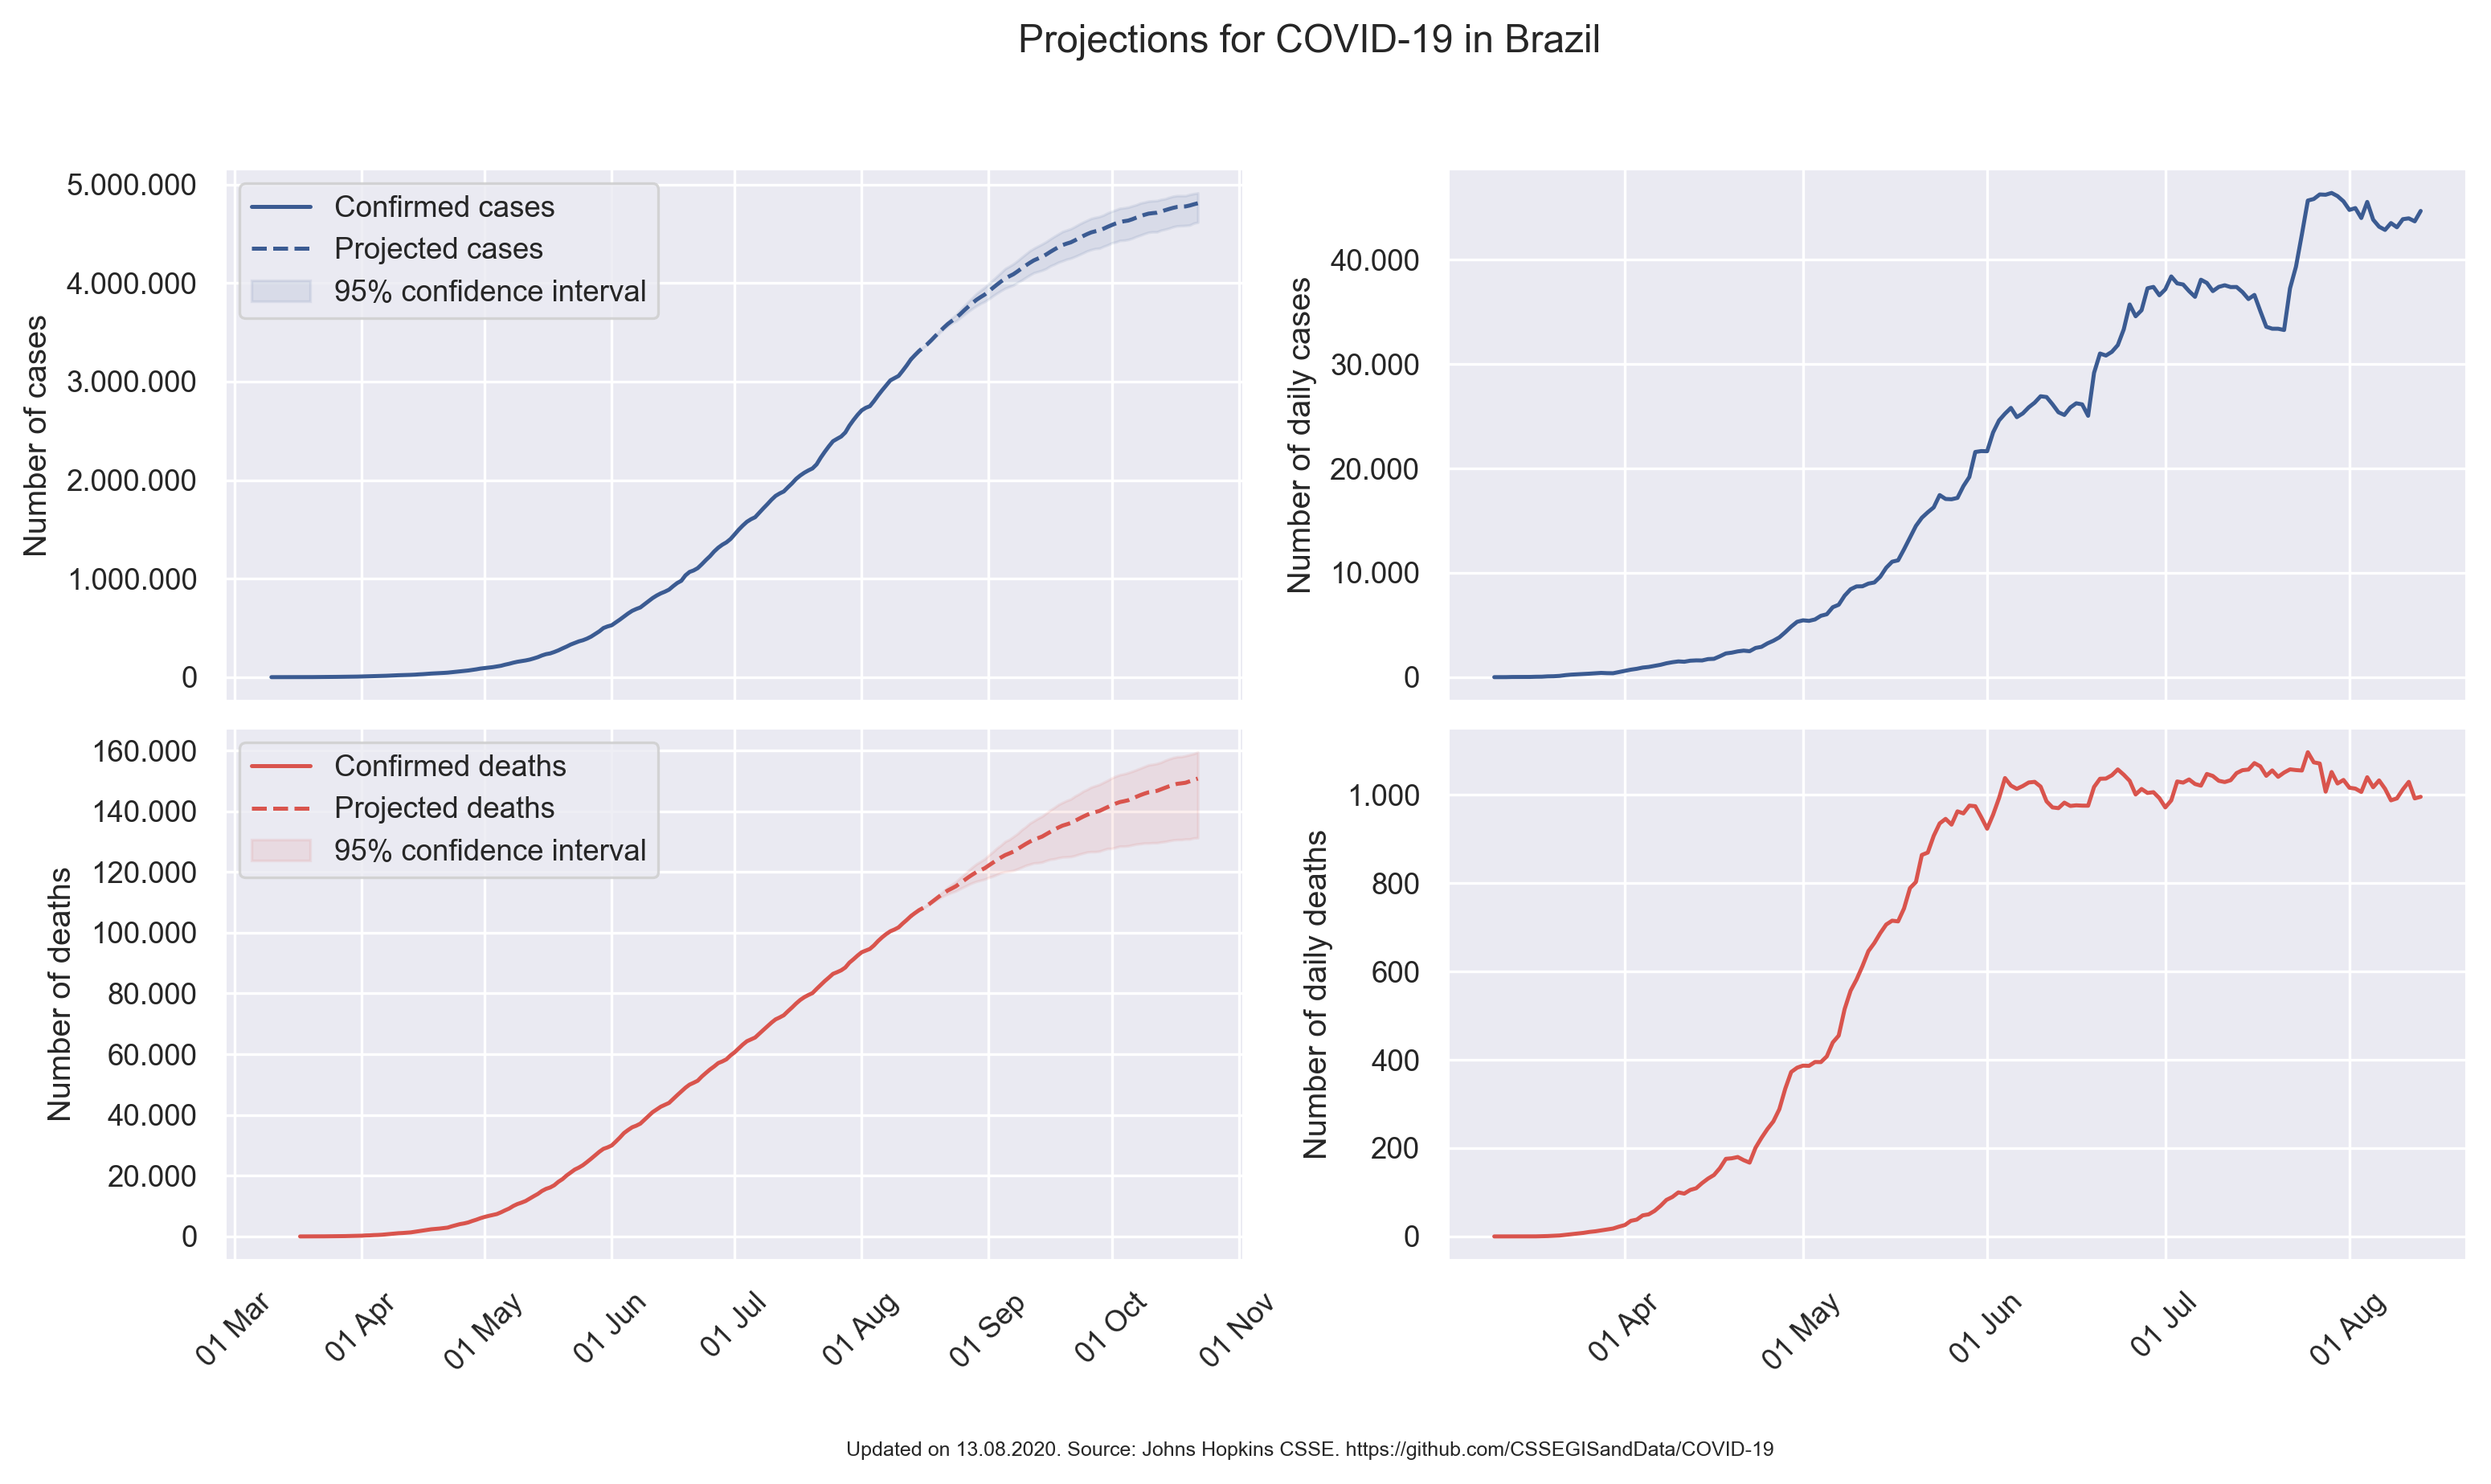 Projections for COVID-19 in Brazil
Number of cases
5.000.000
4.000.000
3.000.000
2.000.000
1.000.000
0
Confirmed cases
Projected cases
95% confidence interval
Number of daily cases
40.000
30.000
20.000
10.000
0
Number of deaths
160.000
140.000
120.000
100.000
80.000
60.000
40.000
20.000
0
Confirmed deaths
Projected deaths
95% confidence interval
01 Mar
01 Apr
01 May
01 Jun
01 Jul
01 Aug
01 Sep
01 Oct
01 Nov
Number of daily deaths
1.000
800
600
400
200
0
01 Apr
01 May
01 Jun
01 Jul
01 Aug
Updated on 13.08.2020. Source: Johns Hopkins CSSE. https://github.com/CSSEGISandData/COVID-19